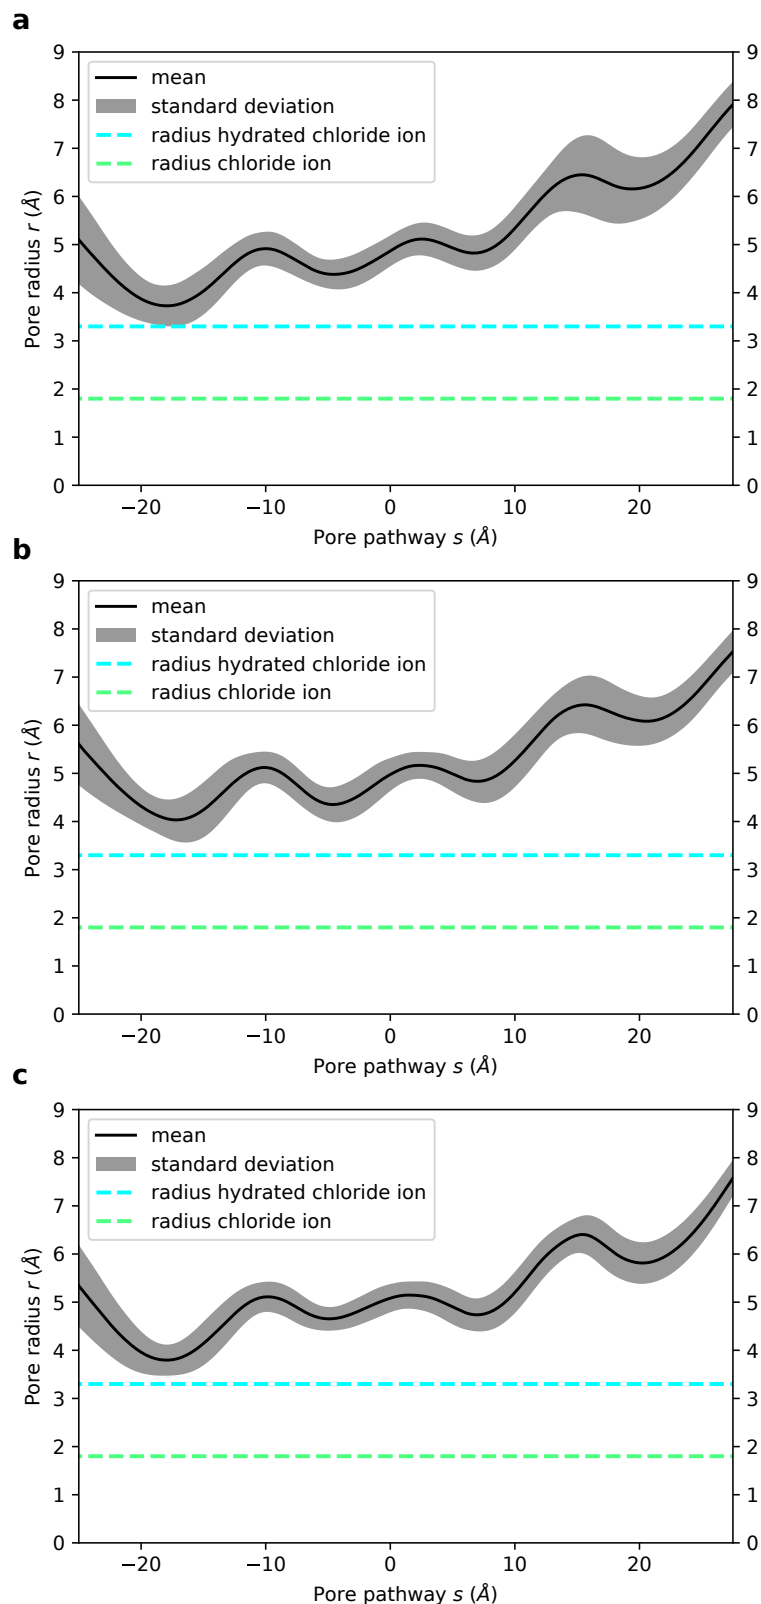 a
9
8
7
6
5
4
3
2
1
0
Pore radius r (Å)
mean
standard deviation
radius hydrated chloride ion
radius chloride ion
9
8
7
6
5
4
3
2
1
0
−20 −10 0 10 20
Pore pathway s (Å)
b
9
8
7
6
5
4
3
2
1
0
Pore radius r (Å)
mean
standard deviation
radius hydrated chloride ion
radius chloride ion
9
8
7
6
5
4
3
2
1
0
−20 −10 0 10 20
Pore pathway s (Å)
c
9
8
7
6
5
4
3
2
1
0
Pore radius r (Å)
mean
standard deviation
radius hydrated chloride ion
radius chloride ion
9
8
7
6
5
4
3
2
1
0
−20 −10 0 10 20
Pore pathway s (Å)